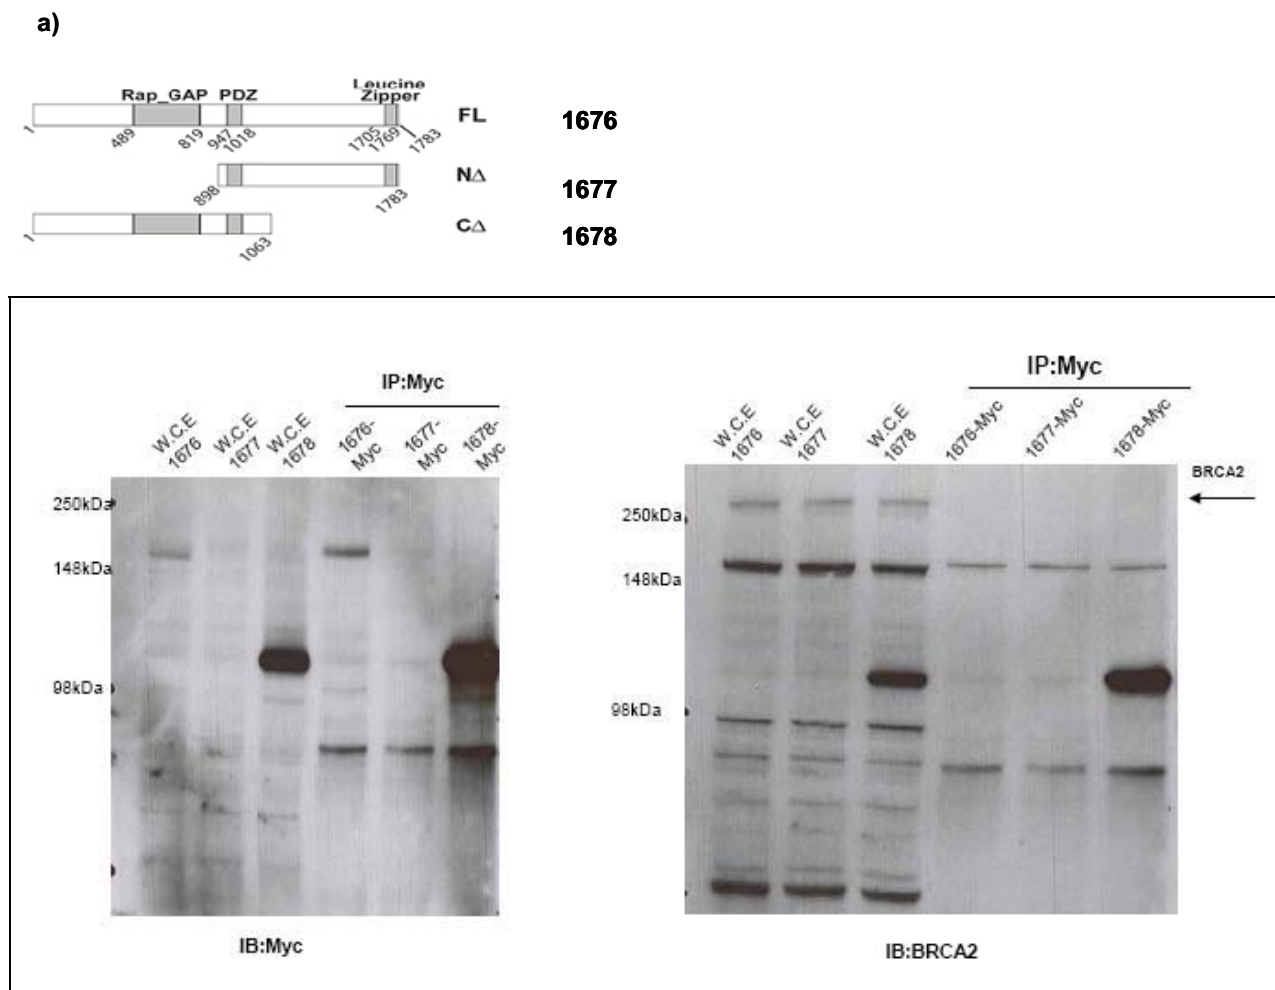 a)
Rap_GAP PDZ Leucine Zipper
FL 1676
1 489 819 947 1018 1705 1769 1783
NΔ 1677
898 1783
CΔ 1678
1 1063
IP:Myc
W.C.E 1676
W.C.E 1677
W.C.E 1678
1676-Myc
1677-Myc
1678-Myc
250kDa
148kDa
98kDa
IB:Myc
IP:Myc
W.C.E 1676
W.C.E 1677
W.C.E 1678
1676-Myc
1677-Myc
1678-Myc
BRCA2
250kDa
148kDa
98kDa
IB:BRCA2